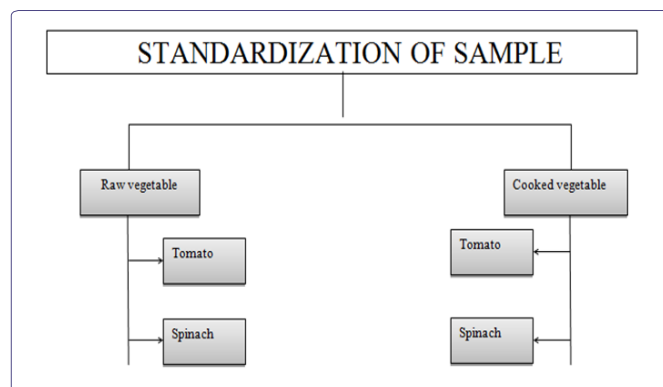 STANDARDIZATION OF SAMPLE
Raw vegetable
Cooked vegetable
Tomato
Tomato
Spinach
Spinach